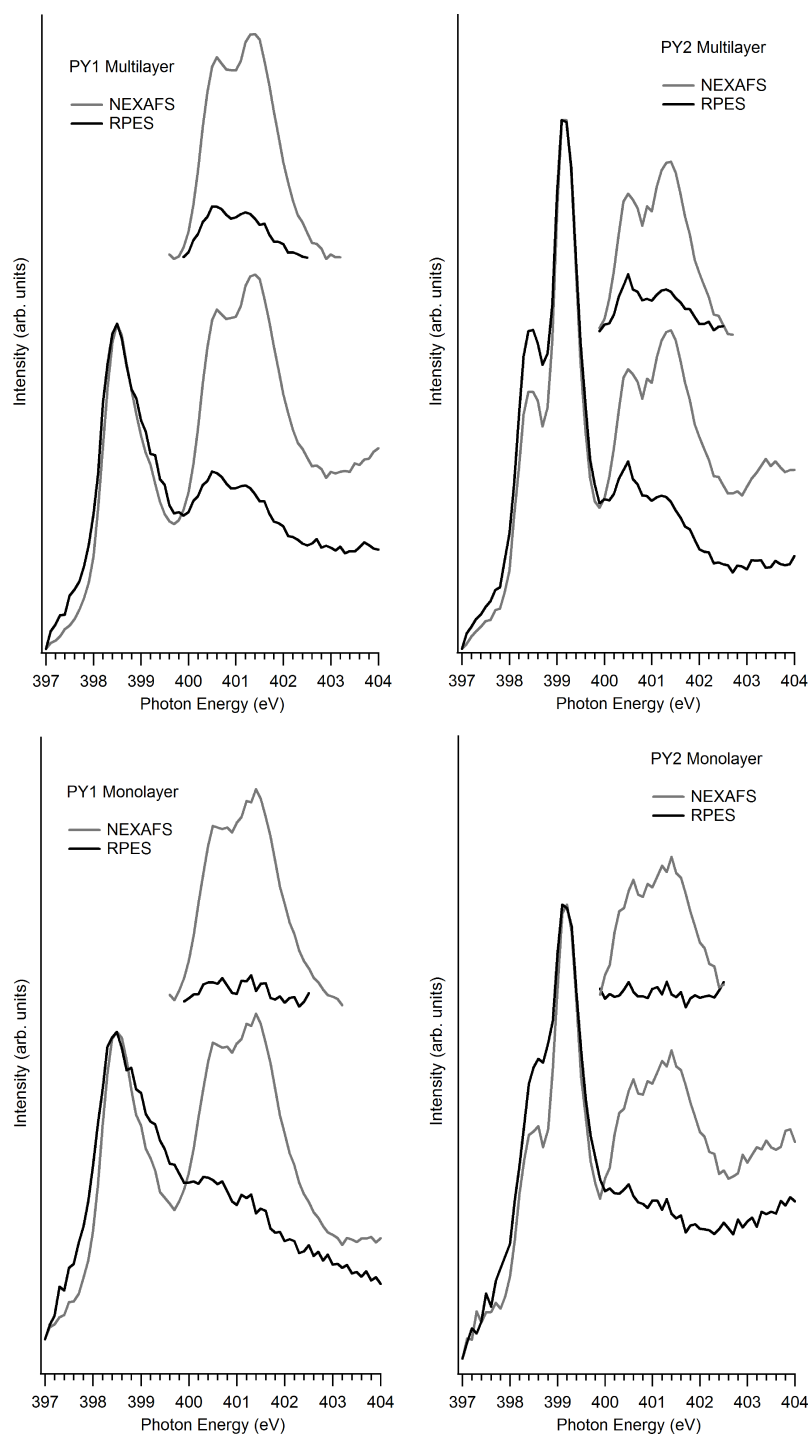 PY1 Multilayer
NEXAFS
RPES
Intensity (arb. units)
397 398 399 400 401 402 403 404
Photon Energy (eV)
PY2 Multilayer
NEXAFS
RPES
Intensity (arb. units)
397 398 399 400 401 402 403 404
Photon Energy (eV)
PY1 Monolayer
NEXAFS
RPES
Intensity (arb. units)
397 398 399 400 401 402 403 404
Photon Energy (eV)
PY2 Monolayer
NEXAFS
RPES
Intensity (arb. units)
397 398 399 400 401 402 403 404
Photon Energy (eV)